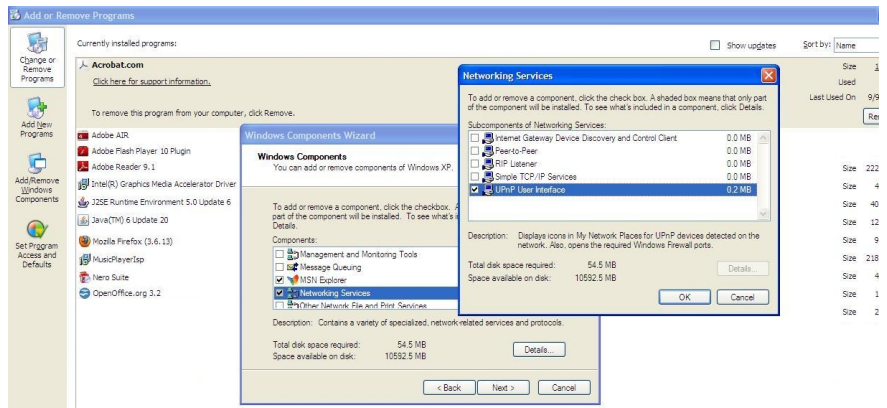 Add or Remove Programs
Change or
Remove
Programs
Add New
Programs
Add/Remove
Windows
Components
Set Program
Access and
Defaults
Currently installed programs:
Show updates
Sort by: Name
Acrobat.com
Size
Click here for support information.
Used
Last Used On 9/9
To remove this program from your computer, click Remove.
Adobe AIR
Adobe Flash Player 10 Plugin
Adobe Reader 9.1
Size 222
Intel(R) Graphics Media Accelerator Driver
Size 4
J2SE Runtime Environment 5.0 Update 6
Size 40
Java(TM) 6 Update 20
Size 12
Mozilla Firefox (3.6.13)
Size 9
MusicPlayerIsp
Size 218
Nero Suite
Size 4
OpenOffice.org 3.2
Size 1
Size 2
Windows Components Wizard
Windows Components
You can add or remove components of Windows XP.
To add or remove a component, click the checkbox. A
part of the component will be installed. To see what's i
Details.
Components:
Management and Monitoring Tools
Message Queuing
MSN Explorer
Networking Services
Other Network File and Print Services
Description: Contains a variety of specialized, network-related services and protocols.
Total disk space required: 54.5 MB
Space available on disk: 10592.5 MB
Details...
< Back
Next >
Cancel
Networking Services
To add or remove a component, click the check box. A shaded box means that only part
of the component will be installed. To see what's included in a component, click Details.
Subcomponents of Networking Services:
Internet Gateway Device Discovery and Control Client 0.0 MB
Peer-to-Peer 0.0 MB
RIP Listener 0.0 MB
Simple TCP/IP Services 0.0 MB
UPnP User Interface 0.2 MB
Description: Displays icons in My Network Places for UPnP devices detected on the
network. Also, opens the required Windows Firewall ports.
Total disk space required: 54.5 MB
Space available on disk: 10592.5 MB
Details...
OK
Cancel